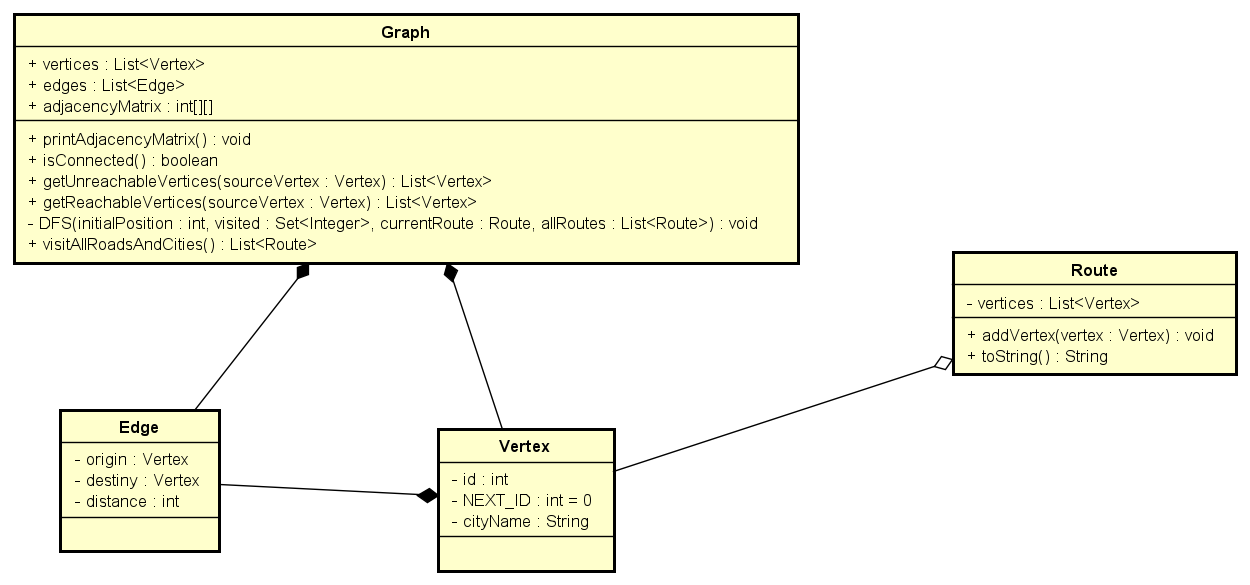 Graph
+ vertices : List<Vertex>
+ edges : List<Edge>
+ adjacencyMatrix : int[][]
+ printAdjacencyMatrix() : void
+ isConnected() : boolean
+ getUnreachableVertices(sourceVertex : Vertex) : List<Vertex>
+ getReachableVertices(sourceVertex : Vertex) : List<Vertex>
- DFS(initialPosition : int, visited : Set<Integer>, currentRoute : Route, allRoutes : List<Route>) : void
+ visitAllRoadsAndCities() : List<Route>
Route
- vertices : List<Vertex>
+ addVertex(vertex : Vertex) : void
+ toString() : String
Edge
- origin : Vertex
- destiny : Vertex
- distance : int
Vertex
- id : int
- NEXT_ID : int = 0
- cityName : String